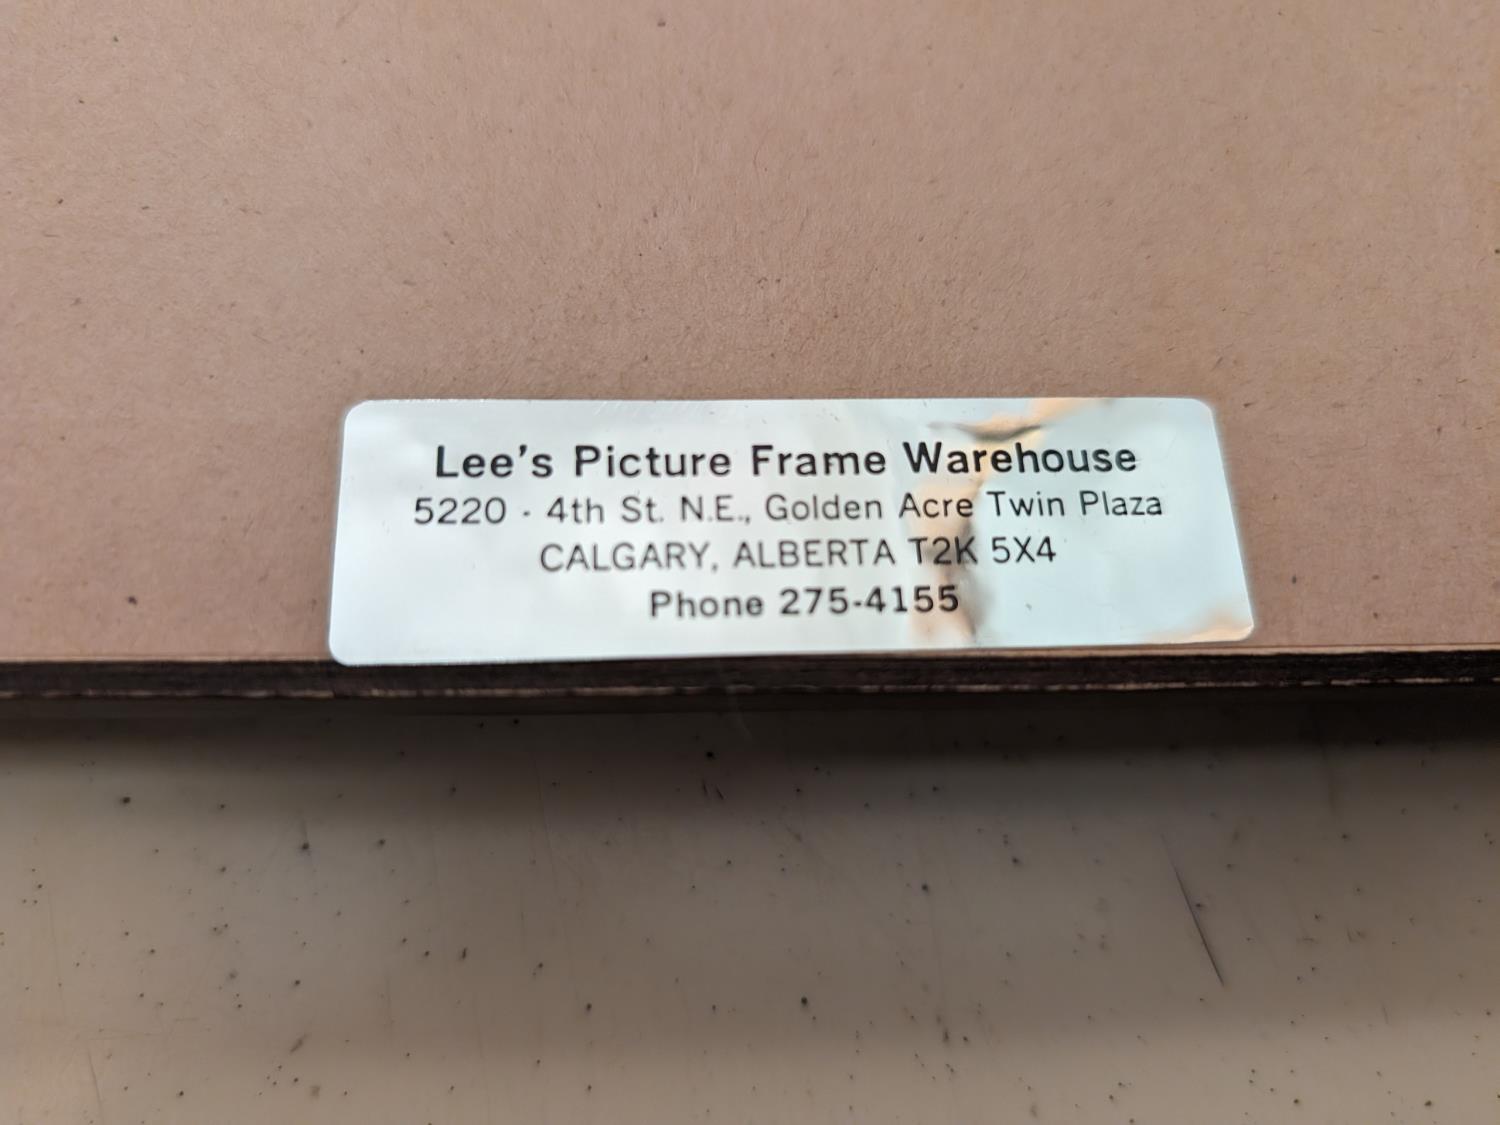 Lee's Picture Frame Warehouse
5220 - 4th St. N.E., Golden Acre Twin Plaza
CALGARY, ALBERTA T2K 5X4
Phone 275-4155